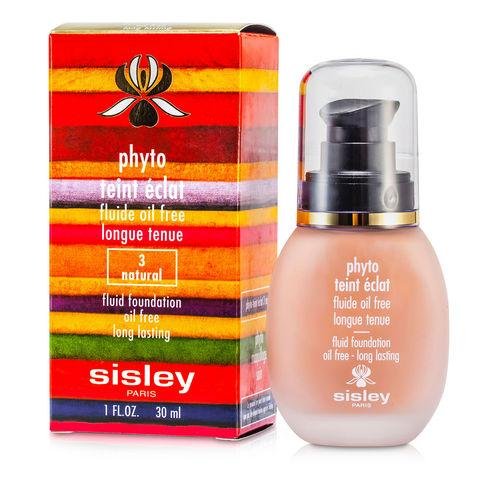 phyto
teint éclat
fluide oil free
longue tenue
3
natural
fluid foundation
oil free
long lasting
sisley
PARIS
1 FL.OZ. 30 ml
phyto
teint éclat
fluide oil free
longue tenue
fluid foundation
oil free - long lasting
sisley
PARIS